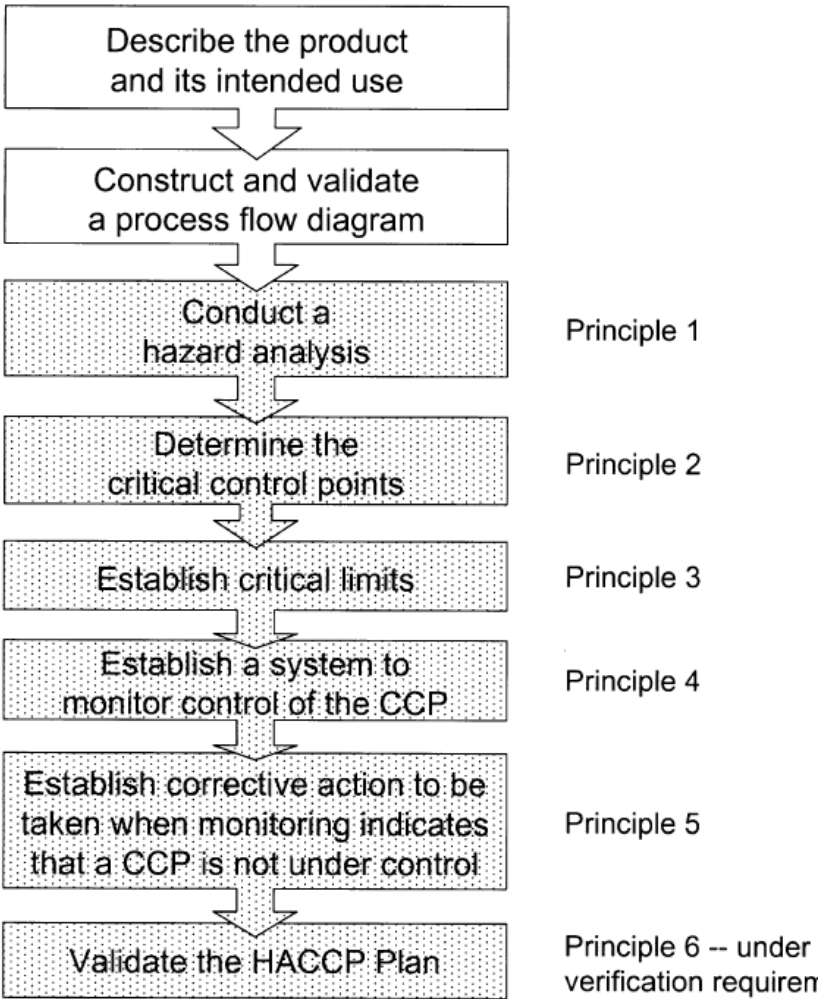 Describe the product
and its intended use
Construct and validate
a process flow diagram
Conduct a
hazard analysis
Principle 1
Determine the
critical control points
Principle 2
Establish critical limits
Principle 3
Establish a system to
monitor control of the CCP
Principle 4
Establish corrective action to be
taken when monitoring indicates
that a CCP is not under control
Principle 5
Validate the HACCP Plan
Principle 6 -- under
verification